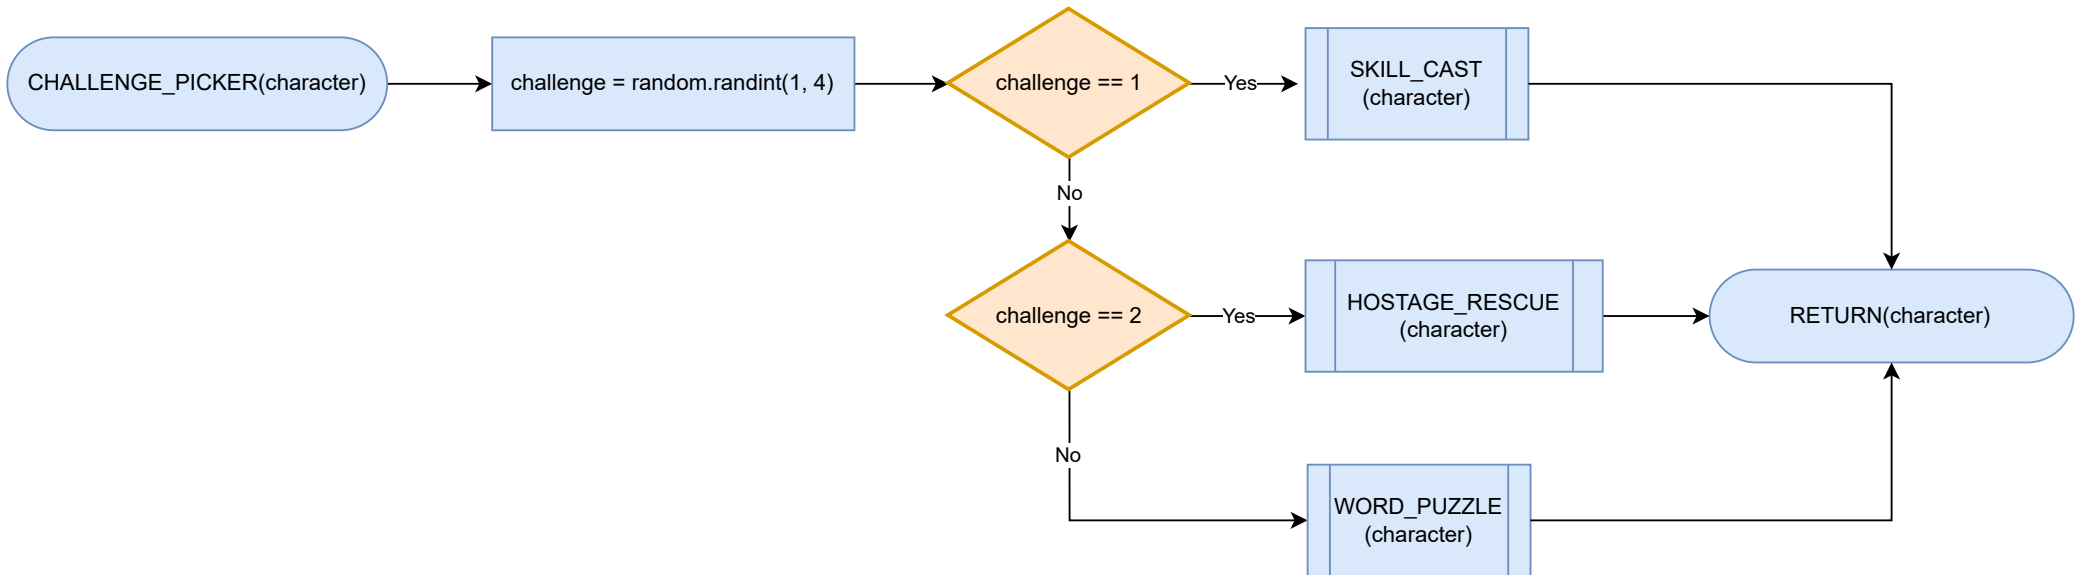 CHALLENGE_PICKER(character)
challenge = random.randint(1, 4)
challenge == 1
Yes
SKILL_CAST
(character)
No
challenge == 2
Yes
HOSTAGE_RESCUE
(character)
RETURN(character)
No
WORD_PUZZLE
(character)